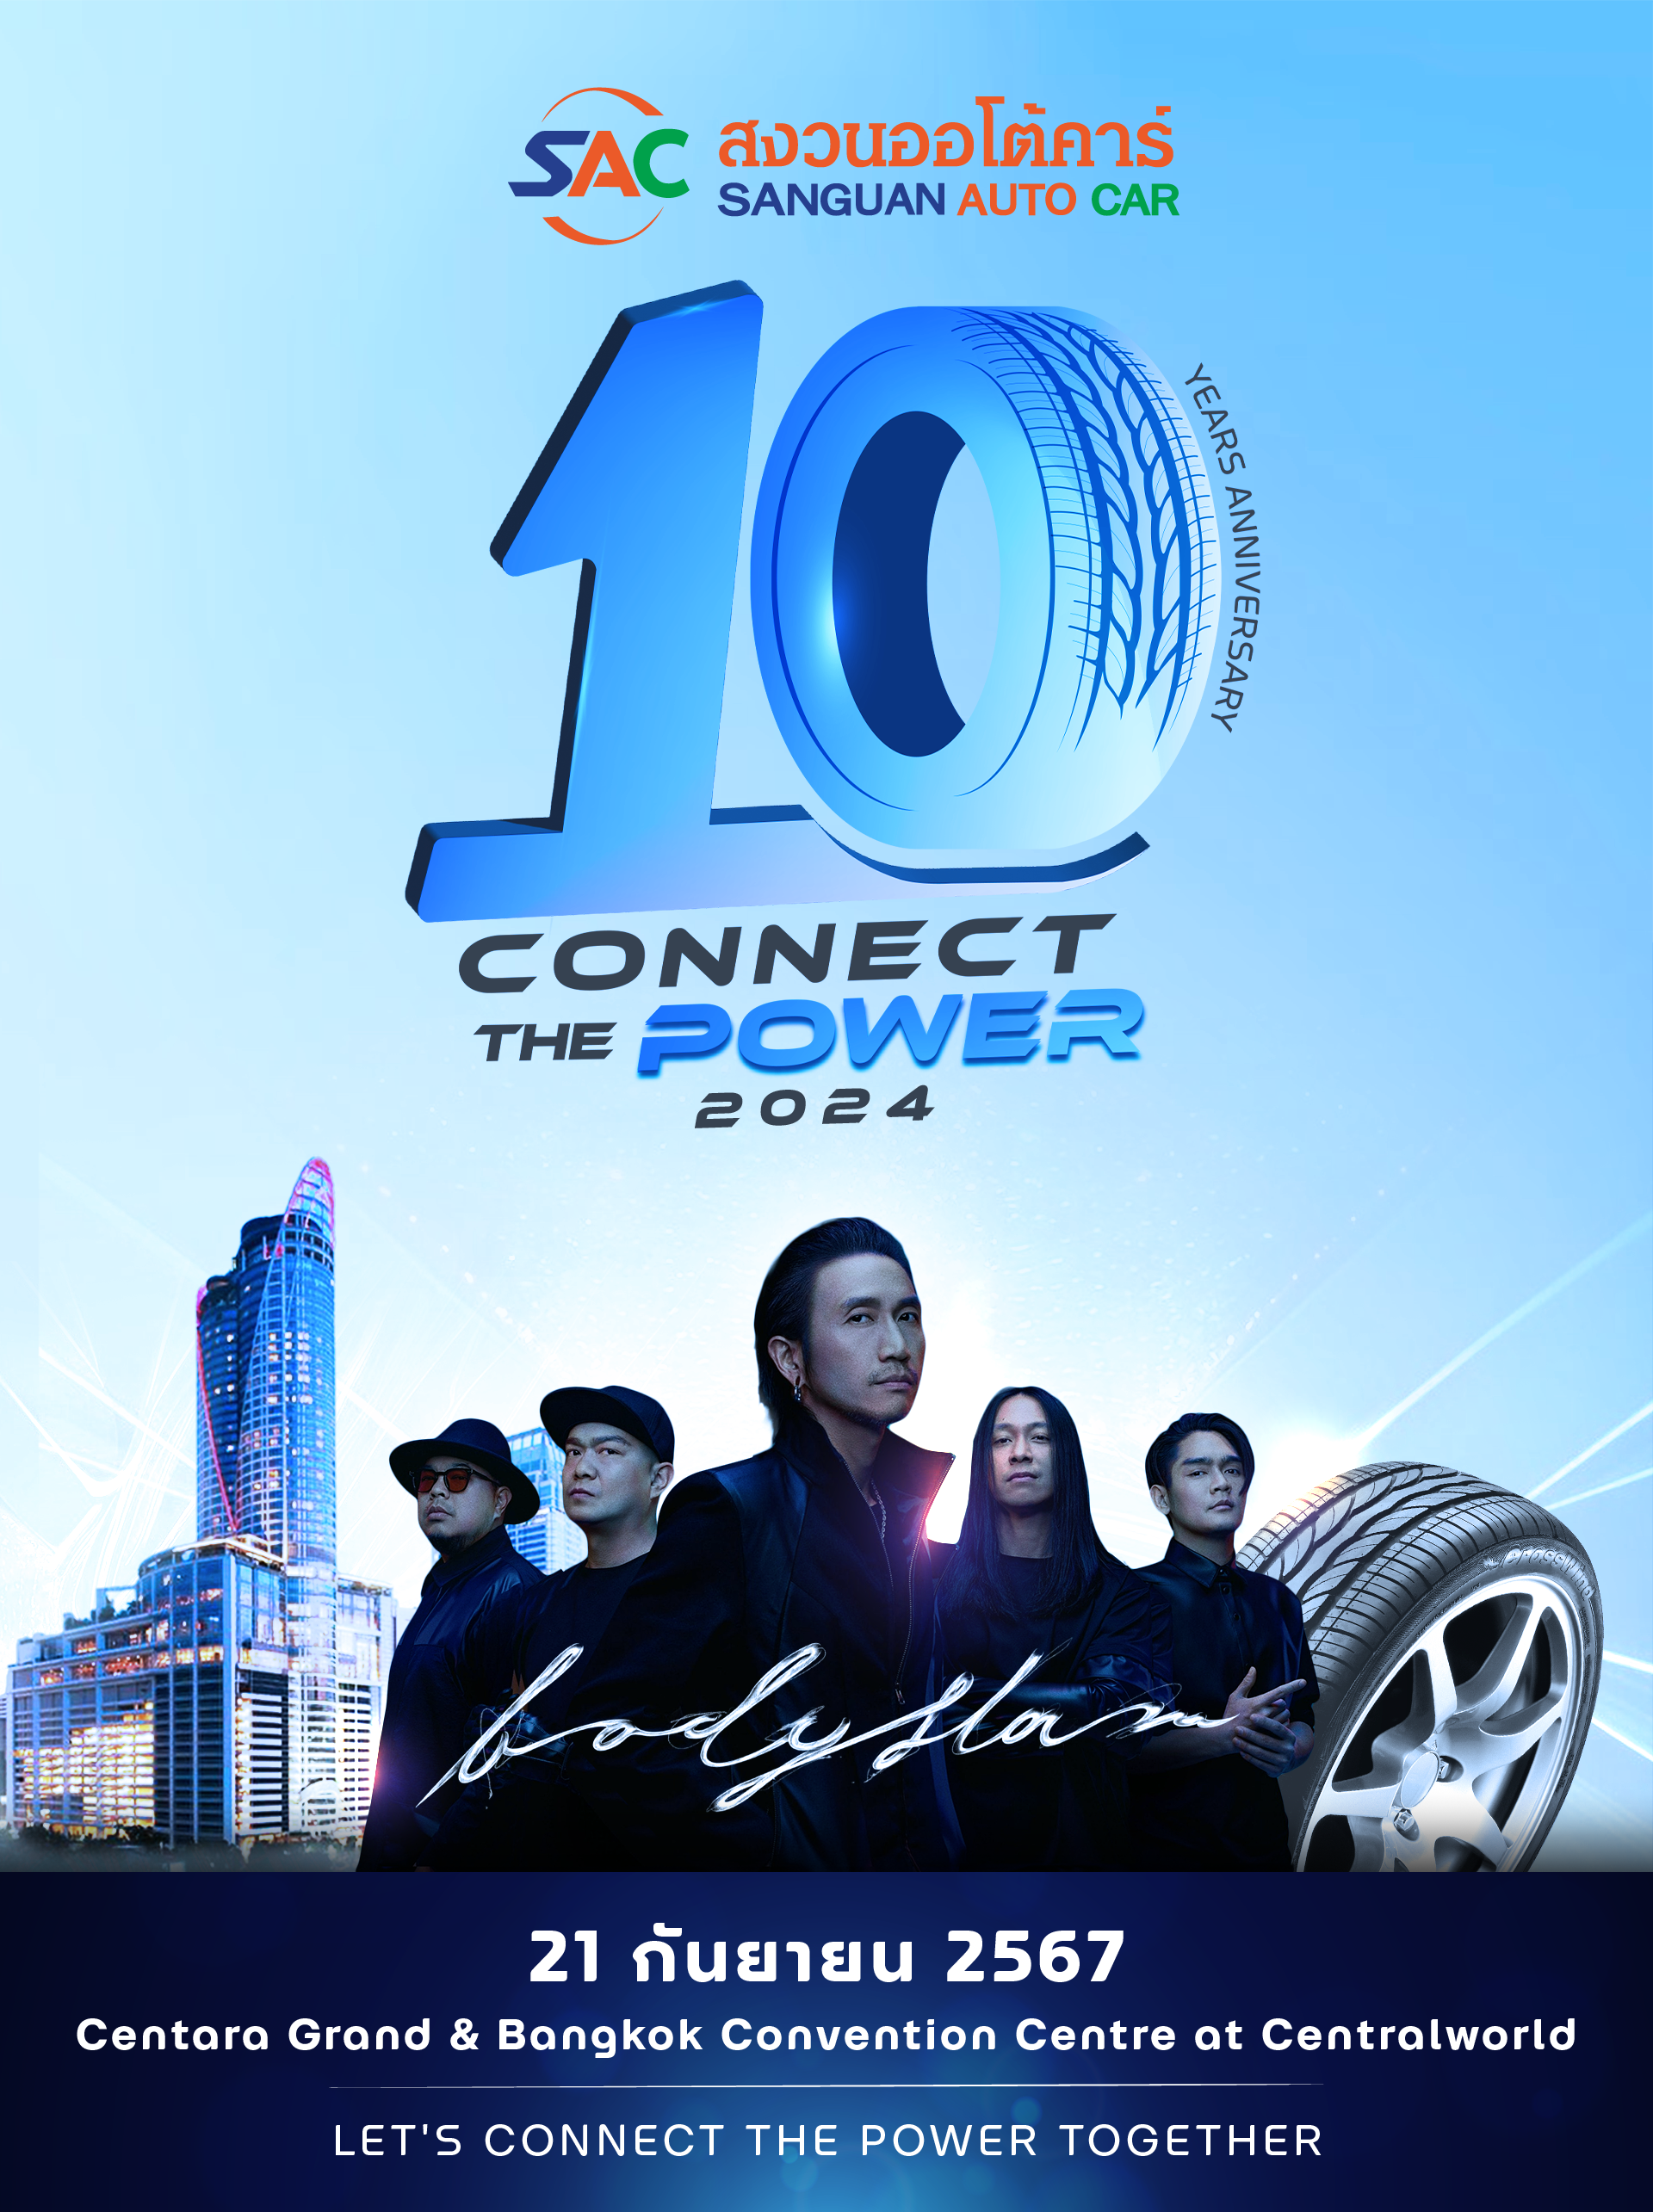 SAC สงวนออโต้คาร์
SANGUAN AUTO CAR
10
YEARS ANNIVERSARY
CONNECT
THE POWER
2024
bodyslam
21 กันยายน 2567
Centara Grand & Bangkok Convention Centre at Centralworld
LET'S CONNECT THE POWER TOGETHER